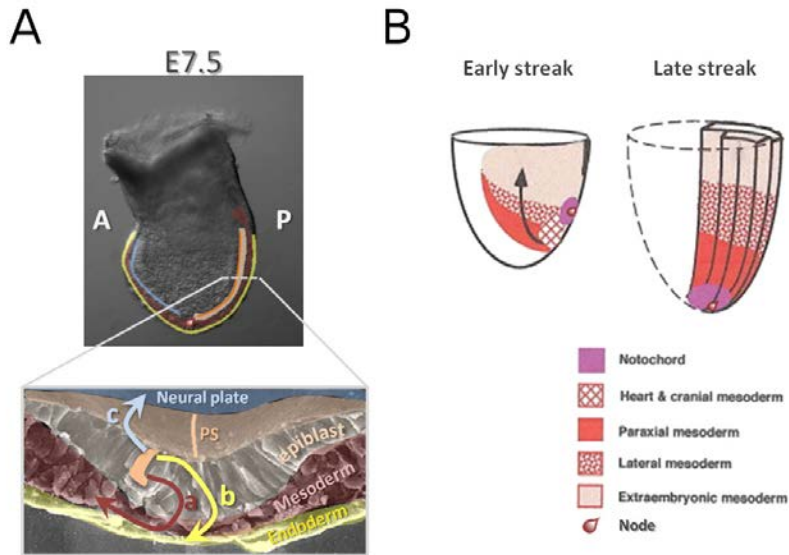 A
E7.5
A
P
Neural plate
c
PS
epiblast
a
b
Mesoderm
Endoderm
B
Early streak
Late streak
Notochord
Heart & cranial mesoderm
Paraxial mesoderm
Lateral mesoderm
Extraembryonic mesoderm
Node